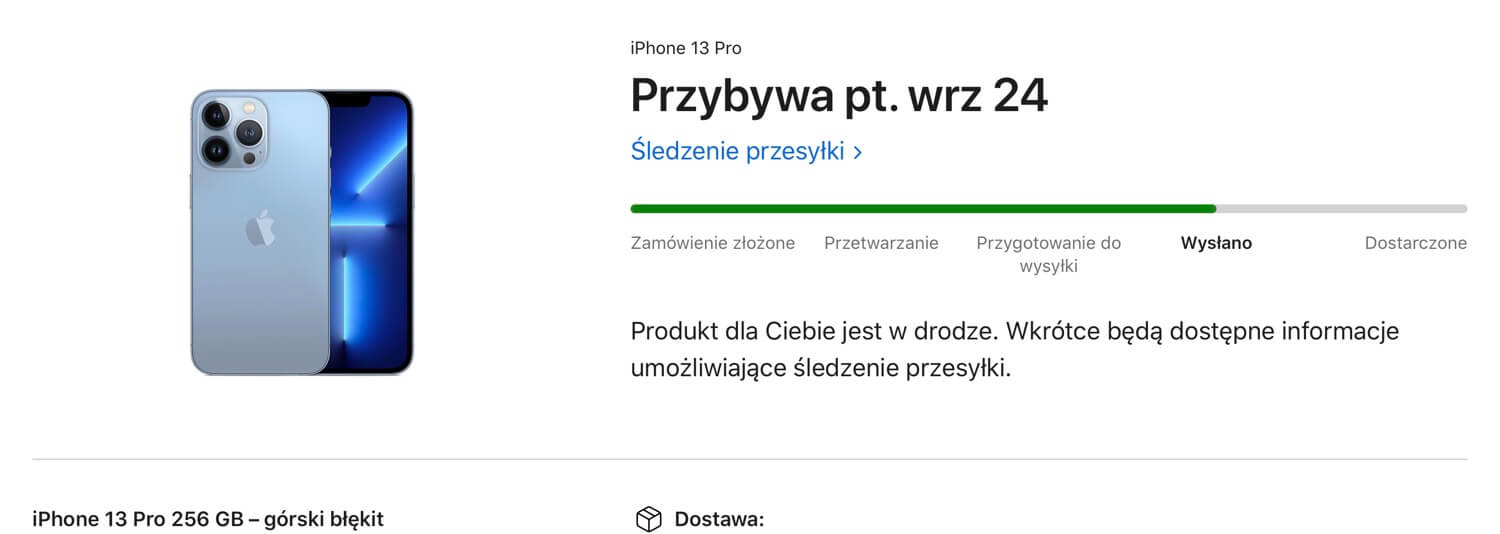 iPhone 13 Pro
Przybywa pt. wrz 24
Śledzenie przesyłki >
Zamówienie złożone
Przetwarzanie
Przygotowanie do
wysyłki
Wysłano
Dostarczone
Produkt dla Ciebie jest w drodze. Wkrótce będą dostępne informacje
umożliwiające śledzenie przesyłki.
iPhone 13 Pro 256 GB – górski błękit
Dostawa: